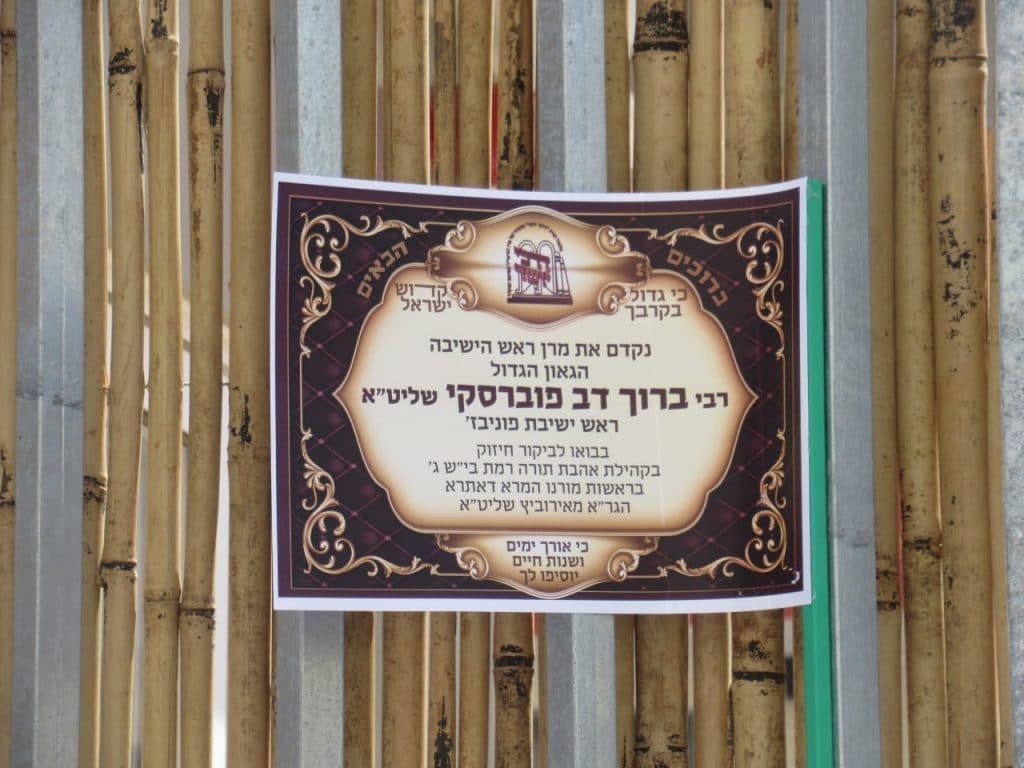 ברוכים הבאים
דברי
כי גדול קדוש
בקרבך ישראל
נקדם את מרן ראש הישיבה
הגאון הגדול
רבי ברוך דב פוברסקי שליט"א
ראש ישיבת פוניבז'
בבואו לביקור חיזוק
בקהילת אהבת תורה רמת בי"ש ג'
בראשות מורנו המרא דאתרא
הגר"א מאירוביץ שליט"א
כי אורך ימים
ושנות חיים
יוסיפו לך